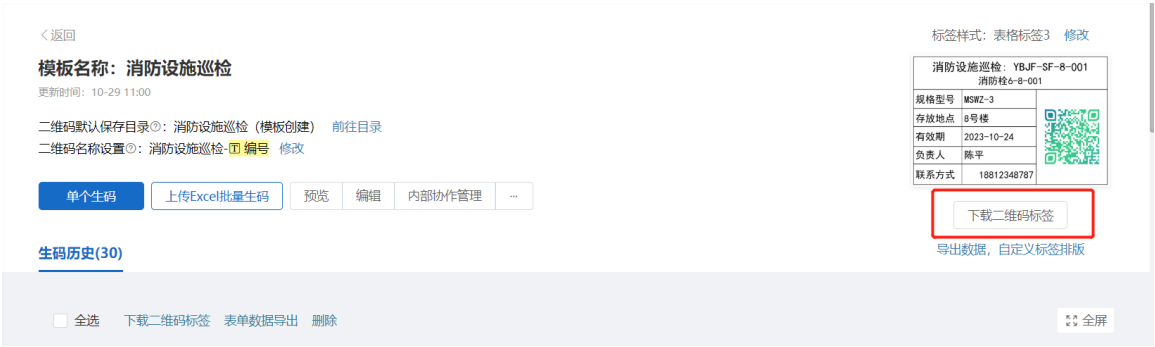 <返回
模板名称：消防设施巡检
更新时间：10-29 11:00
二维码默认保存目录?：消防设施巡检（模板创建） 前往目录
二维码名称设置?：消防设施巡检-编号 修改
单个生码 上传Excel批量生码 预览 编辑 内部协作管理 ...
生码历史(30)
标签样式：表格标签3 修改
消防设施巡检：YBJF-SF-8-001
消防栓6-8-001
规格型号 MSWZ-3
存放地点 8号楼
有效期 2023-10-24
负责人 陈平
联系方式 18812348787
下载二维码标签
导出数据，自定义标签排版
全选 下载二维码标签 表单数据导出 删除
全屏